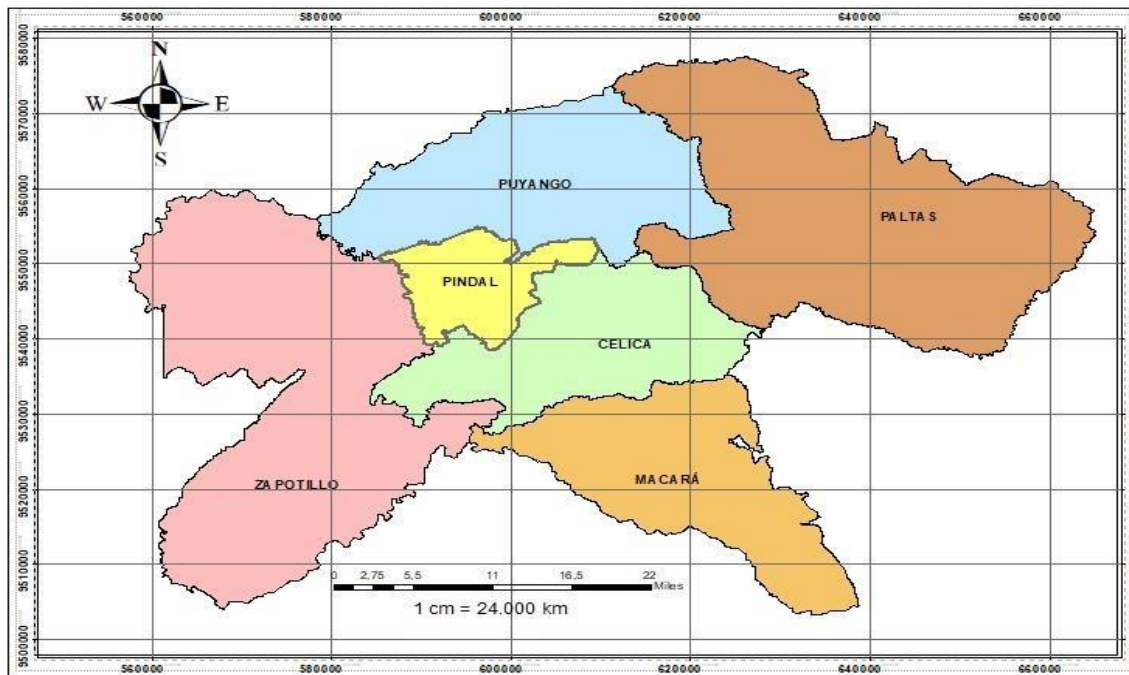 560000 580000 600000 620000 640000 660000
9580000
N
W E
S
9570000
PUYANGO
9560000
PALTAS
9550000
PINDAL
9540000
CELICA
9530000
ZAPOTILLO
MACARÁ
9520000
9510000
0 2,75 5,5 11 16,5 22
Miles
1 cm = 24.000 km
9500000
560000 580000 600000 620000 640000 660000